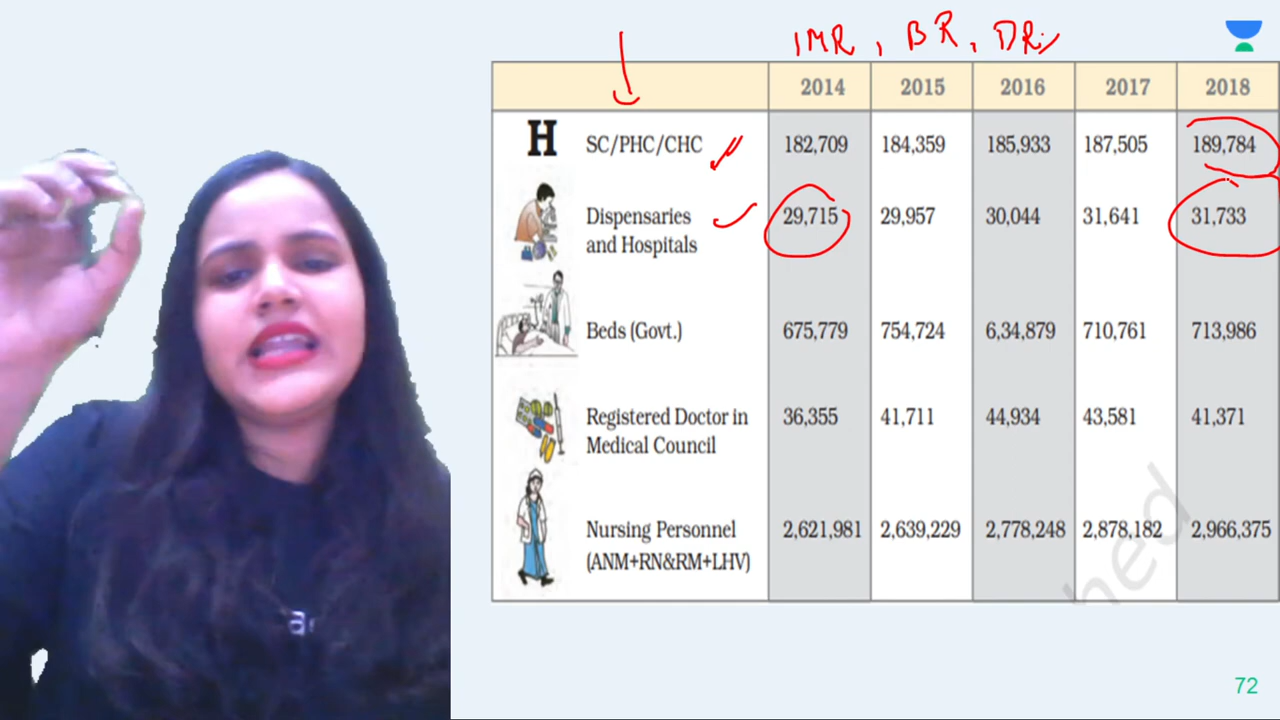 IMR, BR, DR
2014 2015 2016 2017 2018
H SC/PHC/CHC 182,709 184,359 185,933 187,505 189,784
Dispensaries 29,715 29,957 30,044 31,641 31,733
and Hospitals
Beds (Govt.) 675,779 754,724 6,34,879 710,761 713,986
Registered Doctor in 36,355 41,711 44,934 43,581 41,371
Medical Council
Nursing Personnel 2,621,981 2,639,229 2,778,248 2,878,182 2,966,375
(ANM+RN&RM+LHV)
hed
72